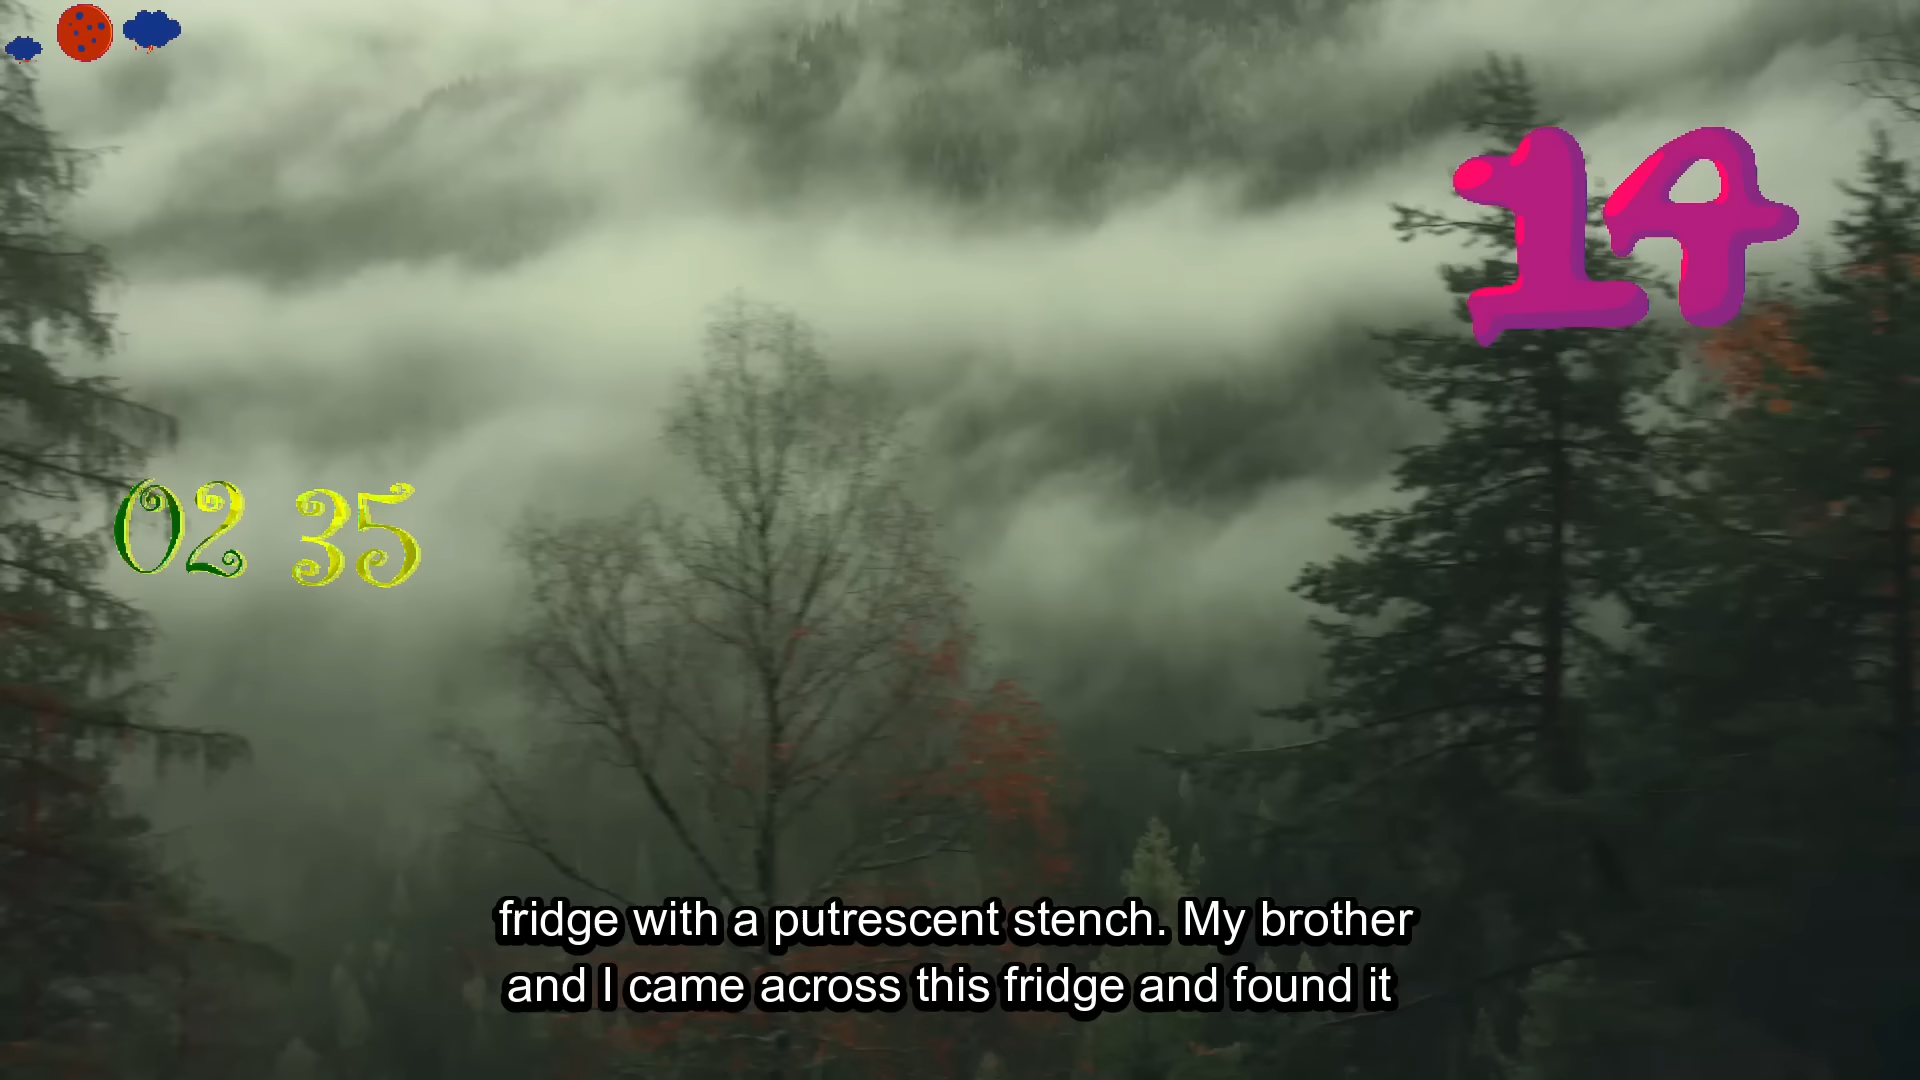 14
02 35
fridge with a putrescent stench. My brother
and I came across this fridge and found it